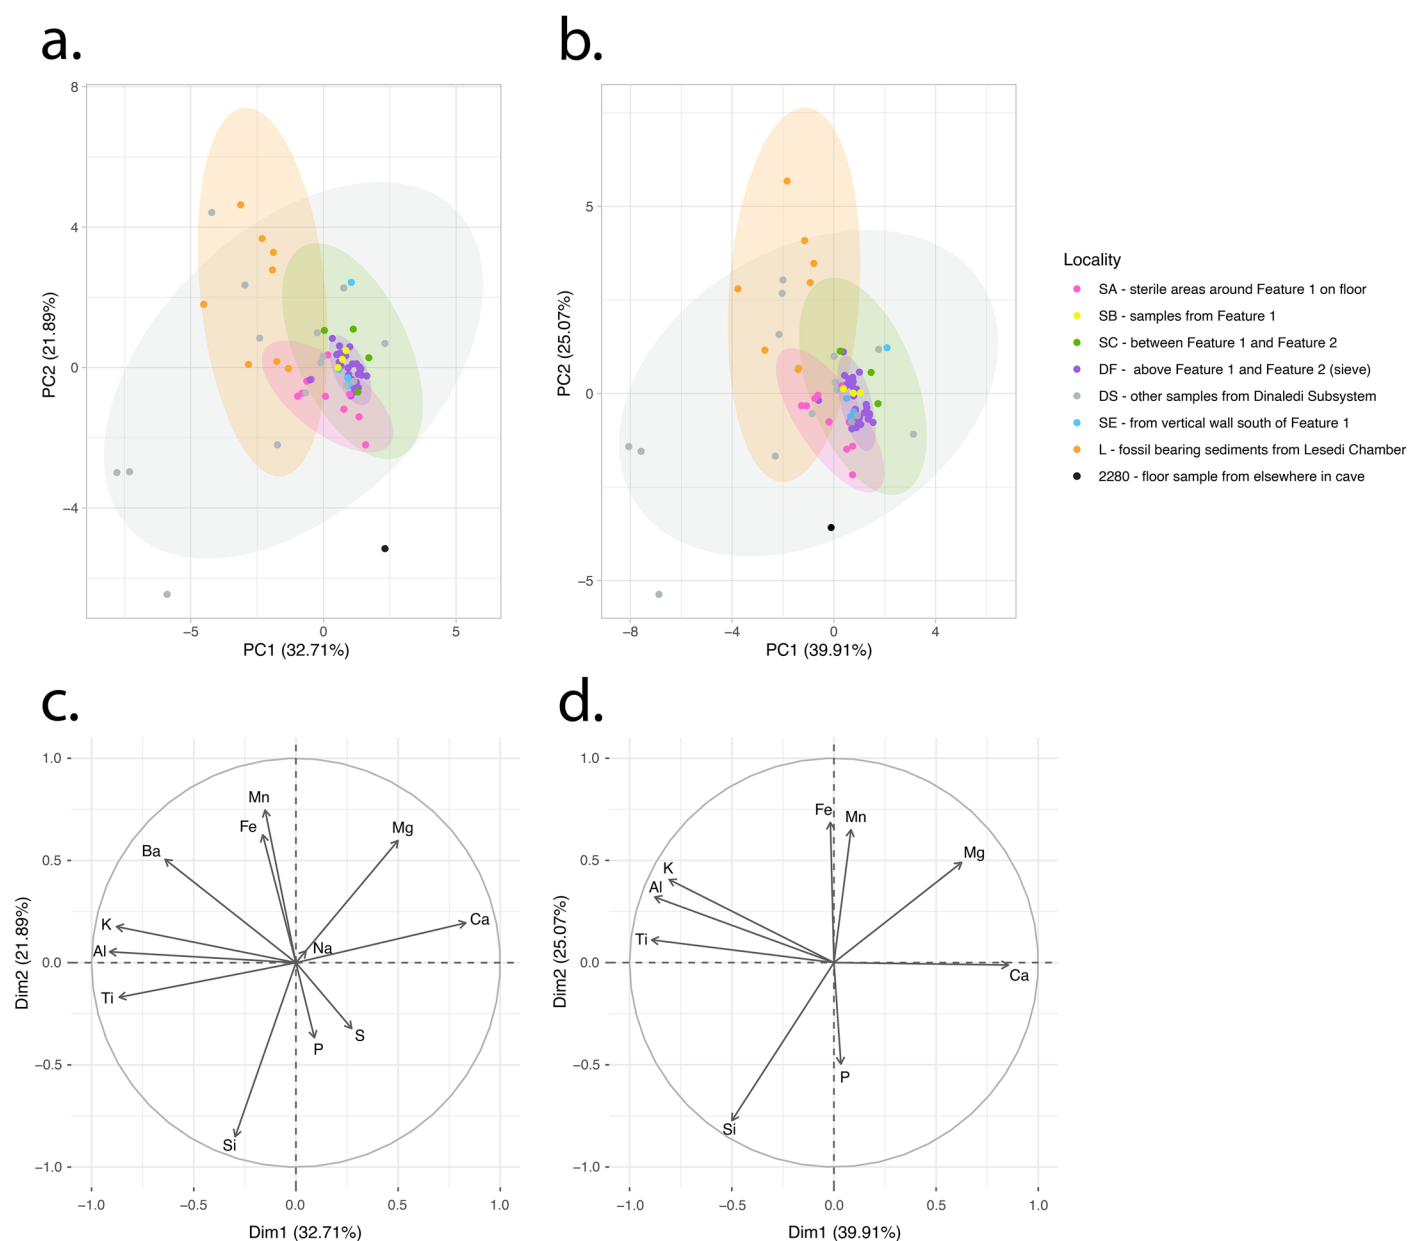 a.
b.
8
4
0
−4
PC2 (21.89%)
−5
0
5
PC1 (32.71%)
5
0
−5
PC2 (25.07%)
−8
−4
0
4
PC1 (39.91%)
Locality
SA - sterile areas around Feature 1 on floor
SB - samples from Feature 1
SC - between Feature 1 and Feature 2
DF - above Feature 1 and Feature 2 (sieve)
DS - other samples from Dinaledi Subsystem
SE - from vertical wall south of Feature 1
L - fossil bearing sediments from Lesedi Chamber
2280 - floor sample from elsewhere in cave
c.
d.
1.0
0.5
0.0
−0.5
−1.0
Dim2 (21.89%)
Mn
Fe
Mg
Ba
K
Ca
Al
Na
Ti
S
P
Si
−1.0
−0.5
0.0
0.5
1.0
Dim1 (32.71%)
1.0
0.5
0.0
−0.5
−1.0
Dim2 (25.07%)
Fe
Mn
Mg
K
Al
Ti
Ca
P
Si
−1.0
−0.5
0.0
0.5
1.0
Dim1 (39.91%)